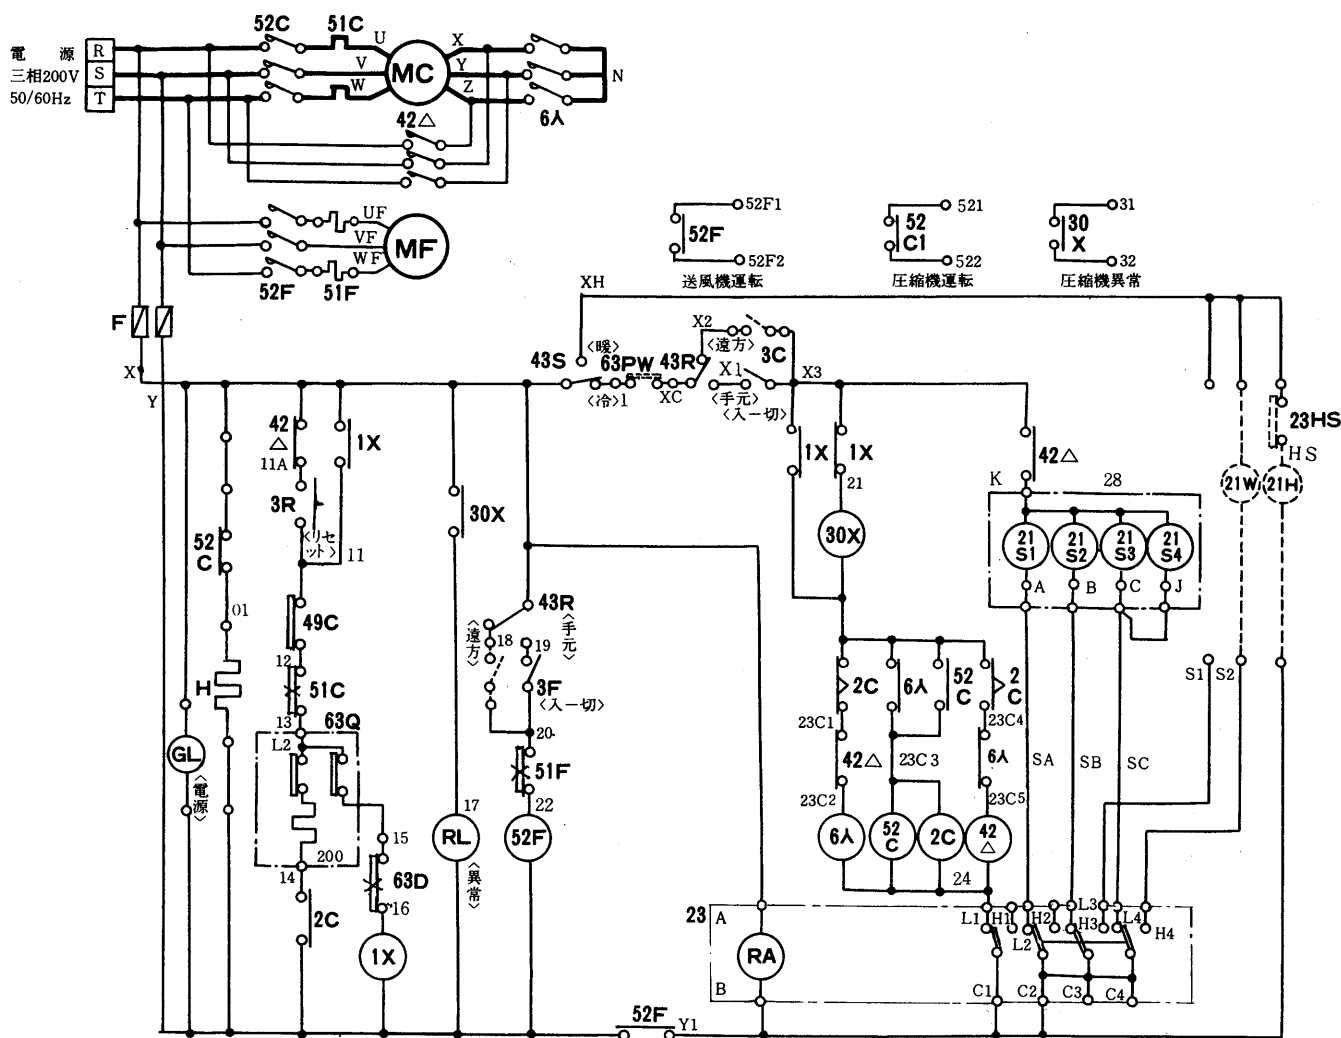 52C
51C
電源
三相200V
50/60Hz
R
S
T
U
V
W
MC
X
Y
Z
N
6人
42△
UF
VF
WF
MF
52F
51F
52F1
52F
52F2
送風機運転
521
52
C1
522
圧縮機運転
31
30
X
32
圧縮機異常
F
X
Y
XH
43S
〈暖〉
〈冷〉1
63PW
XC
43R
X2
〈遠方〉
3C
X1
〈手元〉
〈入一切〉
X3
42
△
11A
1X
3R
〈リセ
ット〉
11
52
C
01
H
49C
12
51C
13
63Q
L2
200
14
2C
GL
〈電源〉
15
63D
16
1X
30X
17
RL
〈異常〉
43R
〈遠方〉
〈手元〉
18
19
3F
〈入一切〉
20
51F
22
52F
1X
1X
21
30X
2C
6人
52
C
2
C
23C1
23C4
42△
23C3
6人
23C2
23C5
6人
52
C
2C
42
△
24
42△
K
28
21
S1
21
S2
21
S3
21
S4
A
B
C
J
SA
SB
SC
S1
S2
23HS
HS
21W
21H
23
A
RA
B
L1
H1
L2
H2
L3
H3
L4
H4
C1
C2
C3
C4
52F
Y1